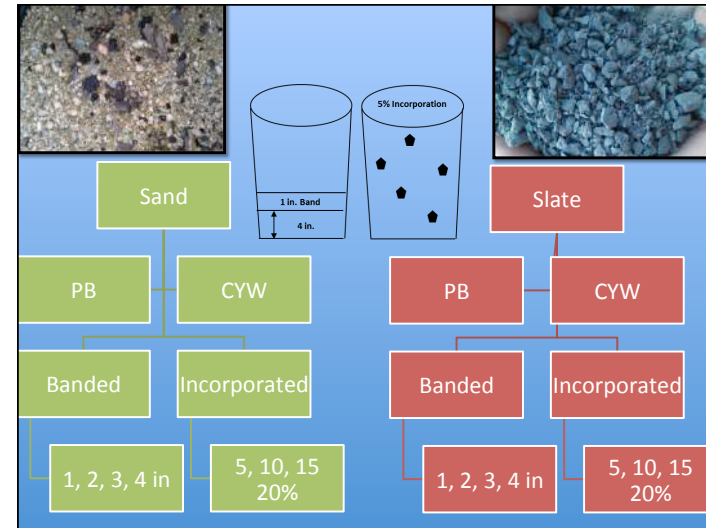 5% Incorporation
1 in. Band
4 in.
Sand
PB
CYW
Banded
Incorporated
1, 2, 3, 4 in
5, 10, 15
20%
Slate
PB
CYW
Banded
Incorporated
1, 2, 3, 4 in
5, 10, 15
20%